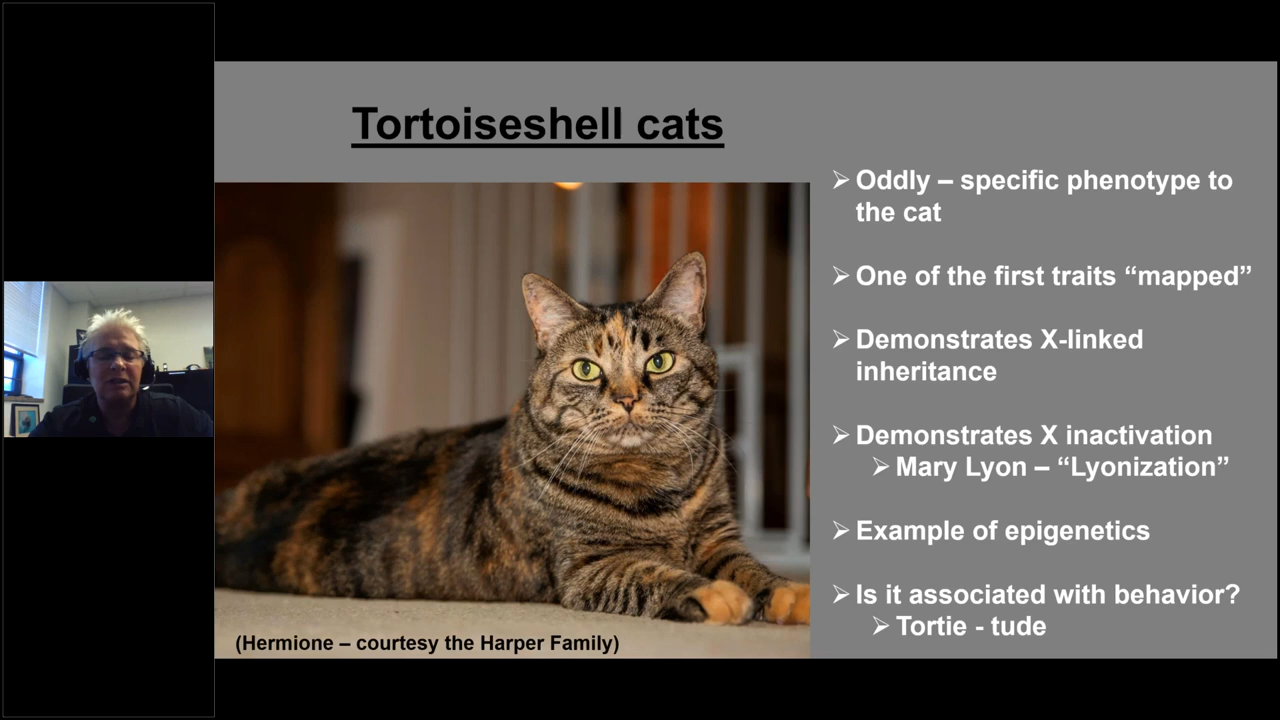 Tortoiseshell cats
➢ Oddly – specific phenotype to
the cat
➢ One of the first traits “mapped”
➢ Demonstrates X-linked
inheritance
➢ Demonstrates X inactivation
➢ Mary Lyon – “Lyonization”
➢ Example of epigenetics
➢ Is it associated with behavior?
➢ Tortie - tude
(Hermione – courtesy the Harper Family)